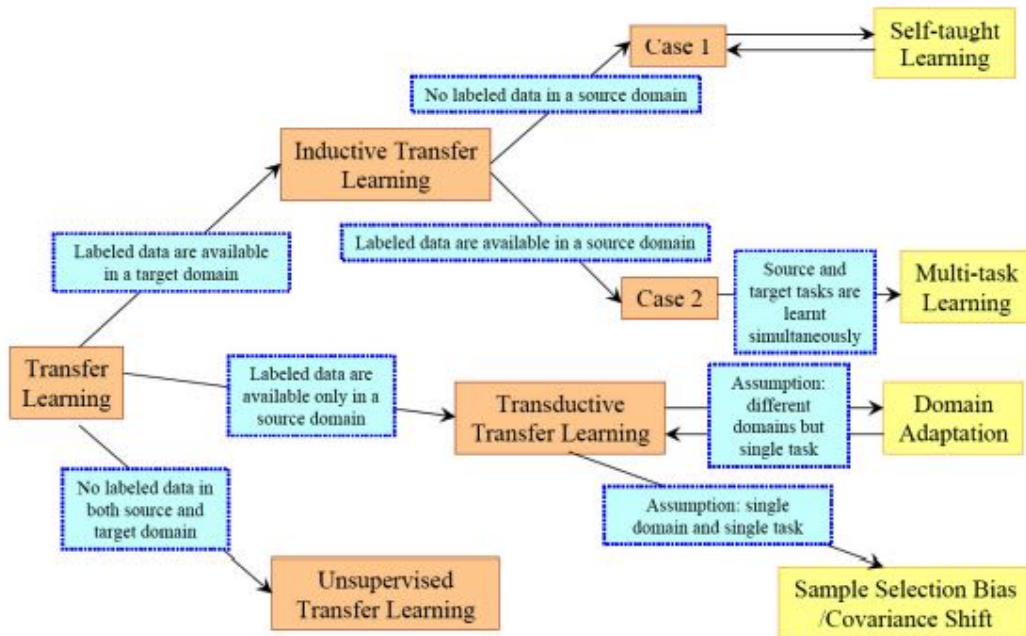 Self-taught
Learning
Case 1
No labeled data in a source domain
Inductive Transfer
Learning
Labeled data are available
in a target domain
Labeled data are available in a source domain
Case 2
Source and
target tasks are
learnt
simultaneously
Multi-task
Learning
Transfer
Learning
Labeled data are
available only in a
source domain
Transductive
Transfer Learning
Assumption:
different
domains but
single task
Domain
Adaptation
No labeled data in
both source and
target domain
Assumption: single
domain and single task
Unsupervised
Transfer Learning
Sample Selection Bias
/Covariance Shift